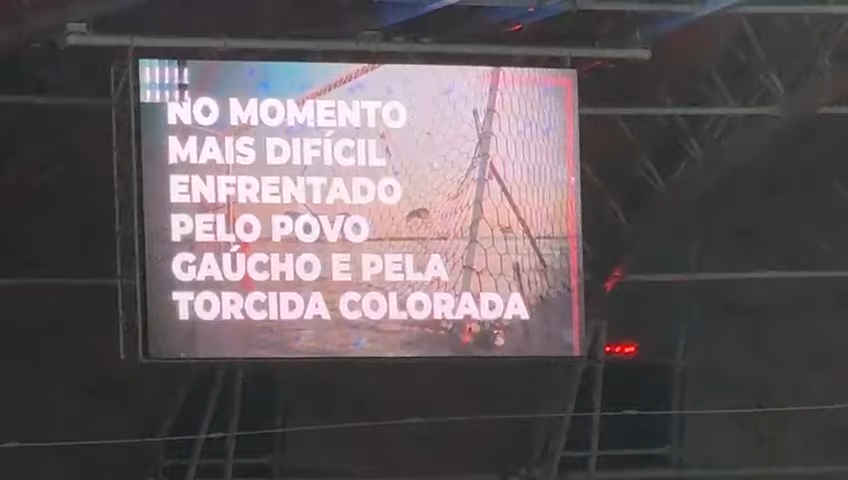 NO MOMENTO
MAIS DIFÍCIL
ENFRENTADO
PELO POVO
GAÚCHO E PELA
TORCIDA COLORADA